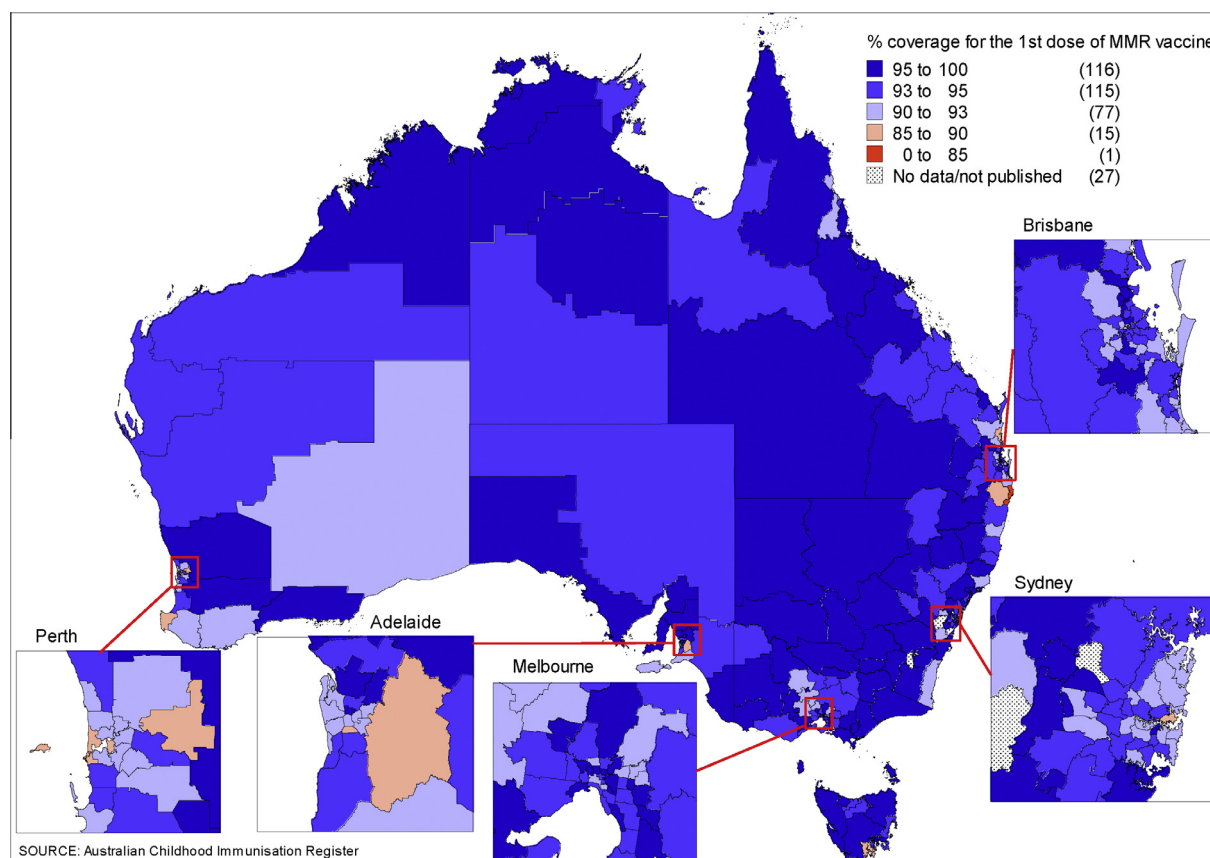 % coverage for the 1st dose of MMR vaccine
95 to 100 (116)
93 to 95 (115)
90 to 93 (77)
85 to 90 (15)
0 to 85 (1)
No data/not published (27)
Brisbane
Sydney
Perth
Adelaide
Melbourne
SOURCE: Australian Childhood Immunisation Register